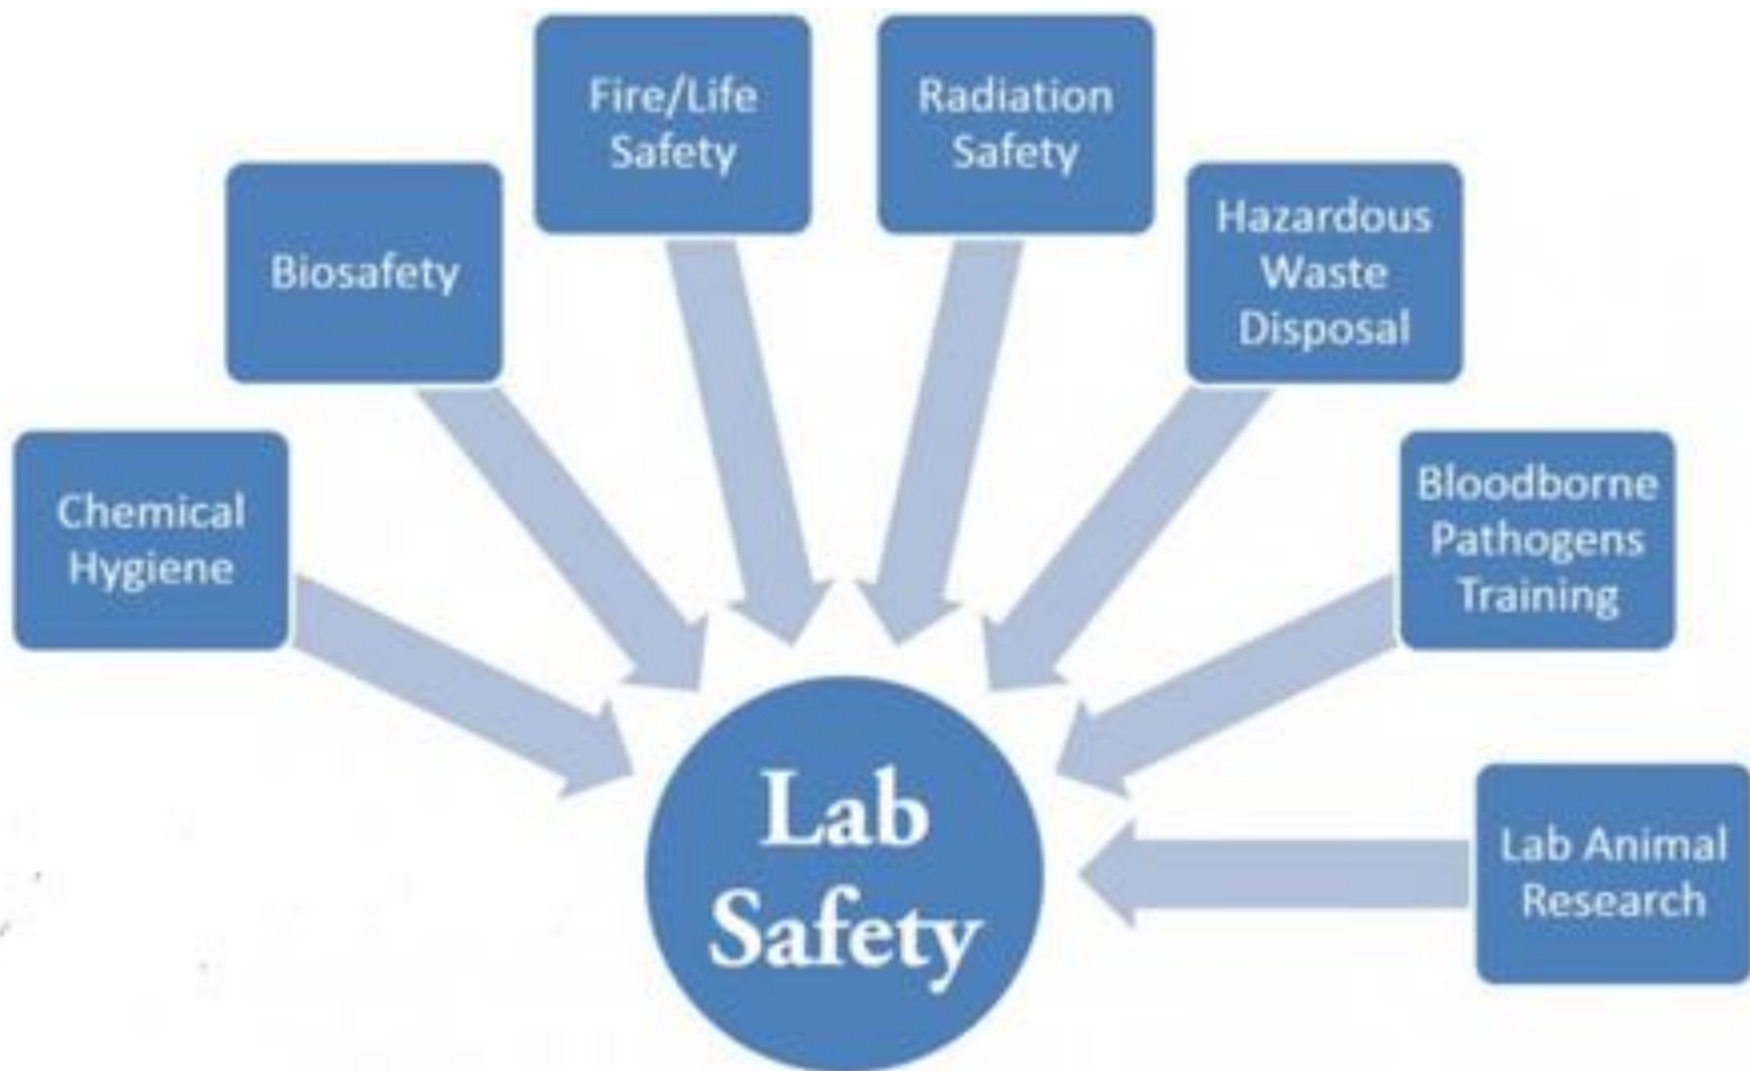 Chemical
Hygiene
Biosafety
Fire/Life
Safety
Radiation
Safety
Hazardous
Waste
Disposal
Bloodborne
Pathogens
Training
Lab Animal
Research
Lab
Safety